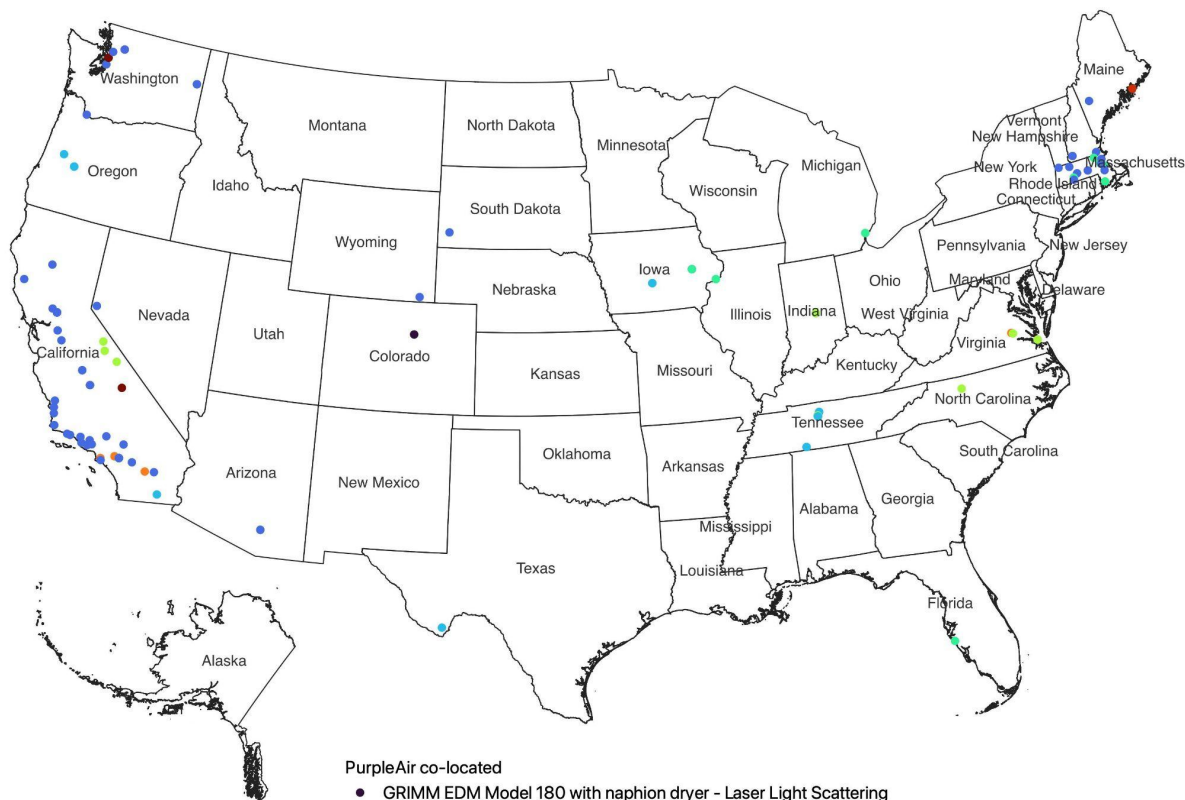 Maine
Washington
Vermont
New Hampshire
Montana
North Dakota
Minnesota
Michigan
Massachusetts
Oregon
New York
Idaho
Wisconsin
Rhode Island
Connecticut
South Dakota
Wyoming
Pennsylvania
New Jersey
Iowa
Ohio
Maryland
Nebraska
Delaware
Nevada
Illinois
Indiana
West Virginia
Utah
Colorado
California
Virginia
Kentucky
Kansas
Missouri
North Carolina
Tennessee
South Carolina
Oklahoma
Arkansas
Arizona
New Mexico
Georgia
Alabama
Mississippi
Texas
Louisiana
Florida
Alaska
PurpleAir co-located
GRIMM EDM Model 180 with naphion dryer - Laser Light Scattering